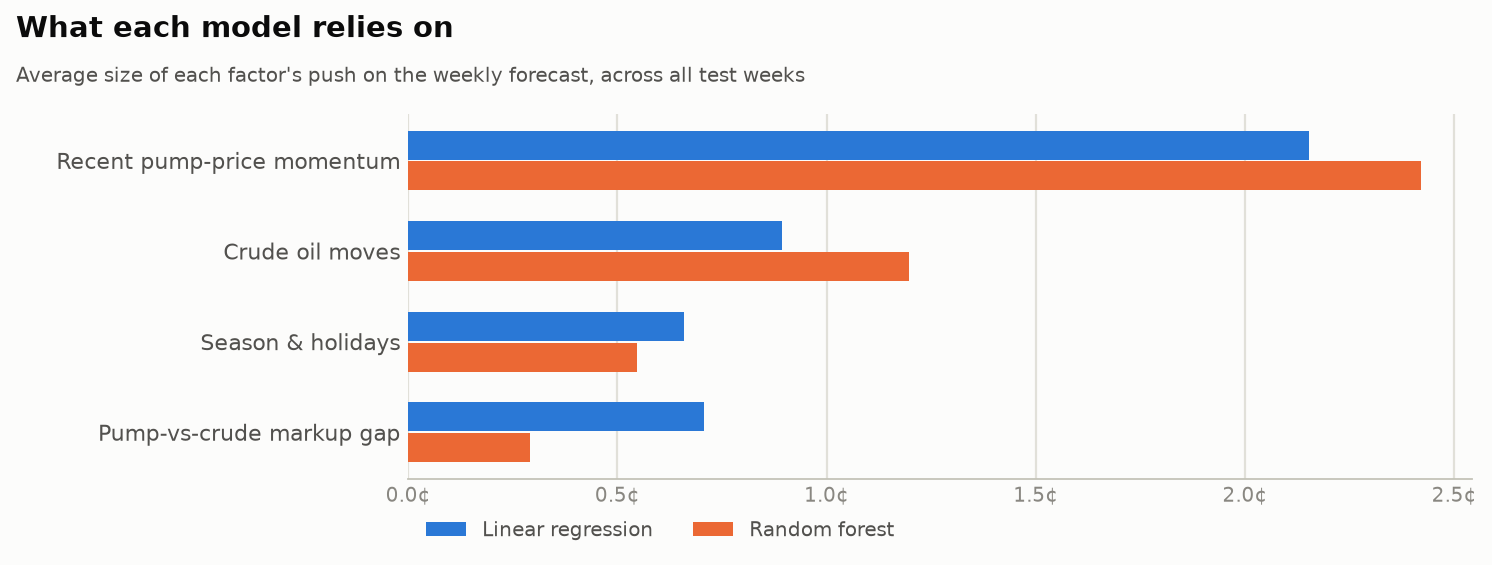 What each model relies on
Average size of each factor's push on the weekly forecast, across all test weeks
Recent pump-price momentum
Crude oil moves
Season & holidays
Pump-vs-crude markup gap
0.0¢ 0.5¢ 1.0¢ 1.5¢ 2.0¢ 2.5¢
Linear regression Random forest